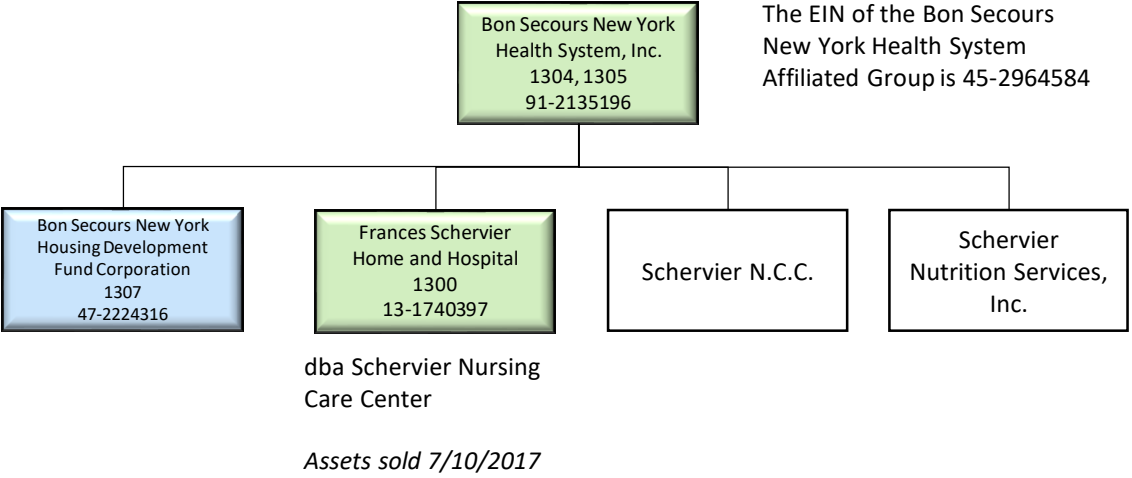 Bon Secours New York
Health System, Inc.
1304, 1305
91-2135196
The EIN of the Bon Secours
New York Health System
Affiliated Group is 45-2964584
Bon Secours New York
Housing Development
Fund Corporation
1307
47-2224316
Frances Schervier
Home and Hospital
1300
13-1740397
Schervier N.C.C.
Schervier
Nutrition Services,
Inc.
dba Schervier Nursing
Care Center
Assets sold 7/10/2017